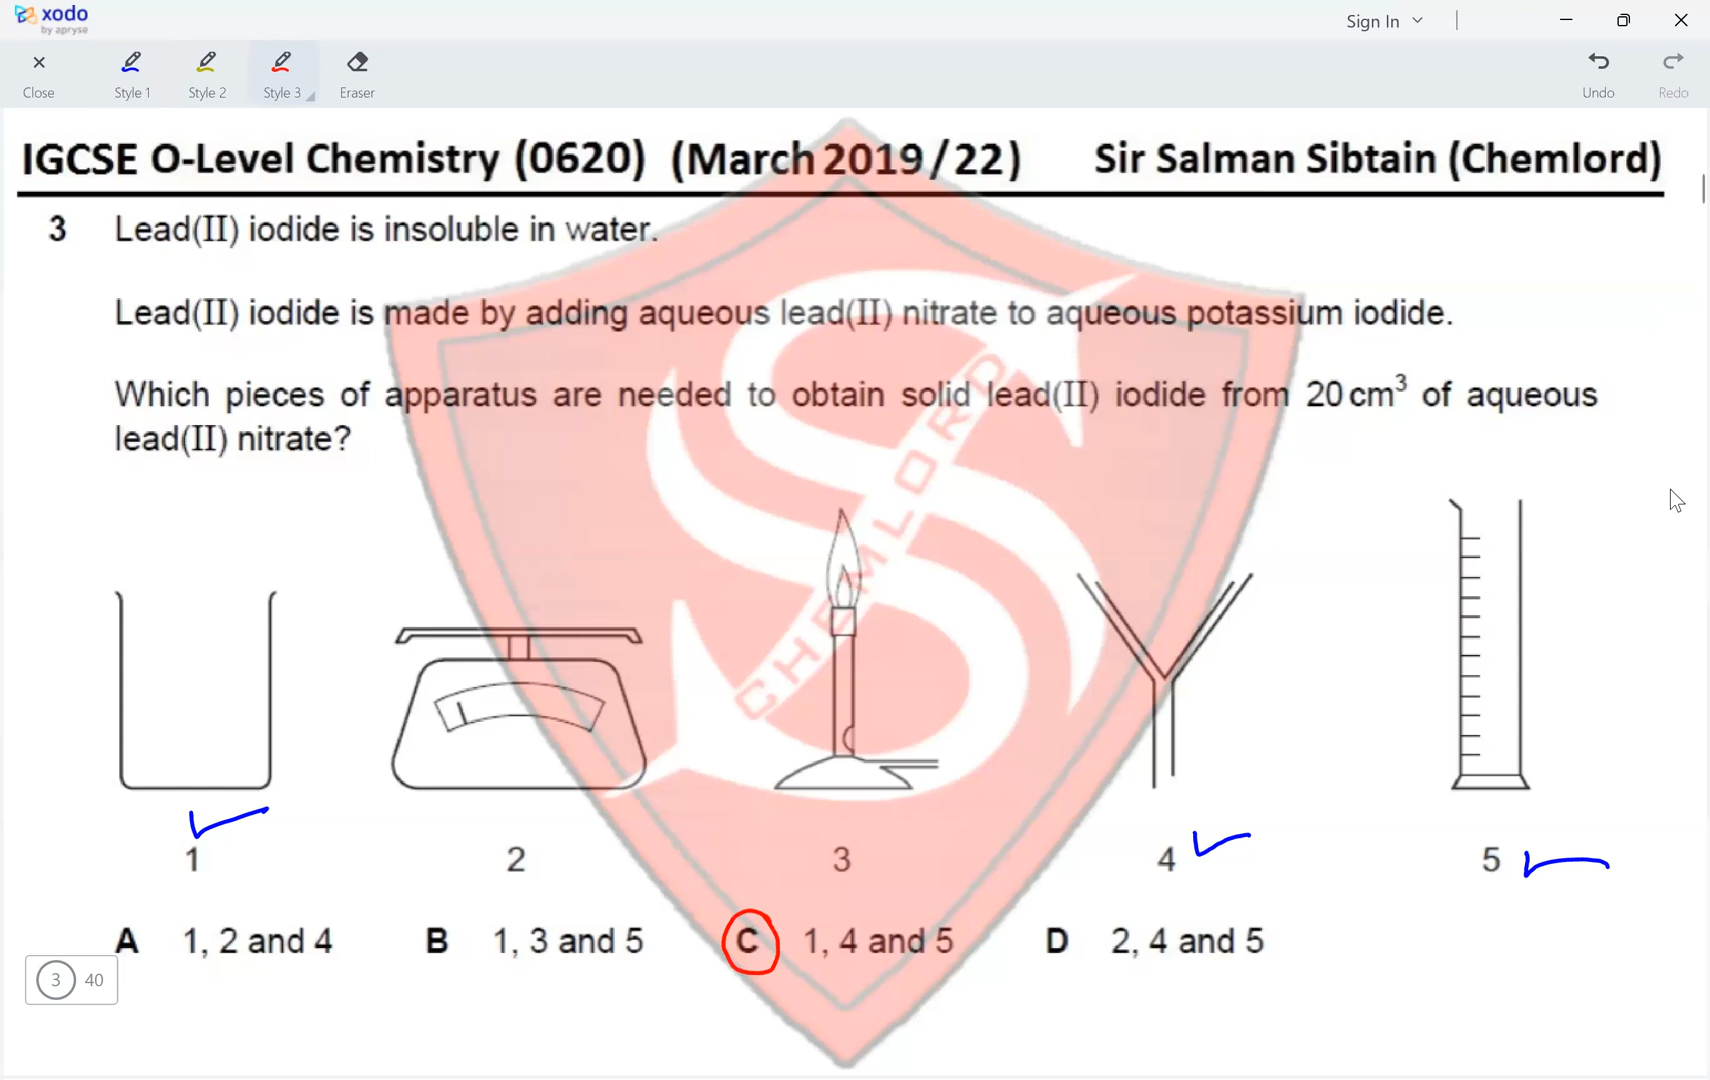 xodo
by apryse
Sign In
Close
Style 1
Style 2
Style 3
Eraser
Undo
Redo
IGCSE O-Level Chemistry (0620) (March 2019/22) Sir Salman Sibtain (Chemlord)
3 Lead(II) iodide is insoluble in water.
Lead(II) iodide is made by adding aqueous lead(II) nitrate to aqueous potassium iodide.
Which pieces of apparatus are needed to obtain solid lead(II) iodide from 20 cm³ of aqueous
lead(II) nitrate?
CHEMLORD
1 2 3 4 5
A 1, 2 and 4 B 1, 3 and 5 C 1, 4 and 5 D 2, 4 and 5
3 40